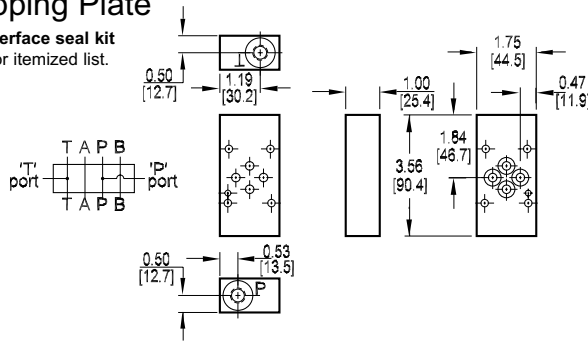 pping Plate
erface seal kit
or itemized list.
0.50
[12.7]
T
1.19
[30.2]
1.00
[25.4]
1.75
[44.5]
0.47
[11.9]
T A P B
'T'
port
'P'
port
T A P B
3.56
[90.4]
1.84
[46.7]
0.50
[12.7]
0.53
[13.5]
P